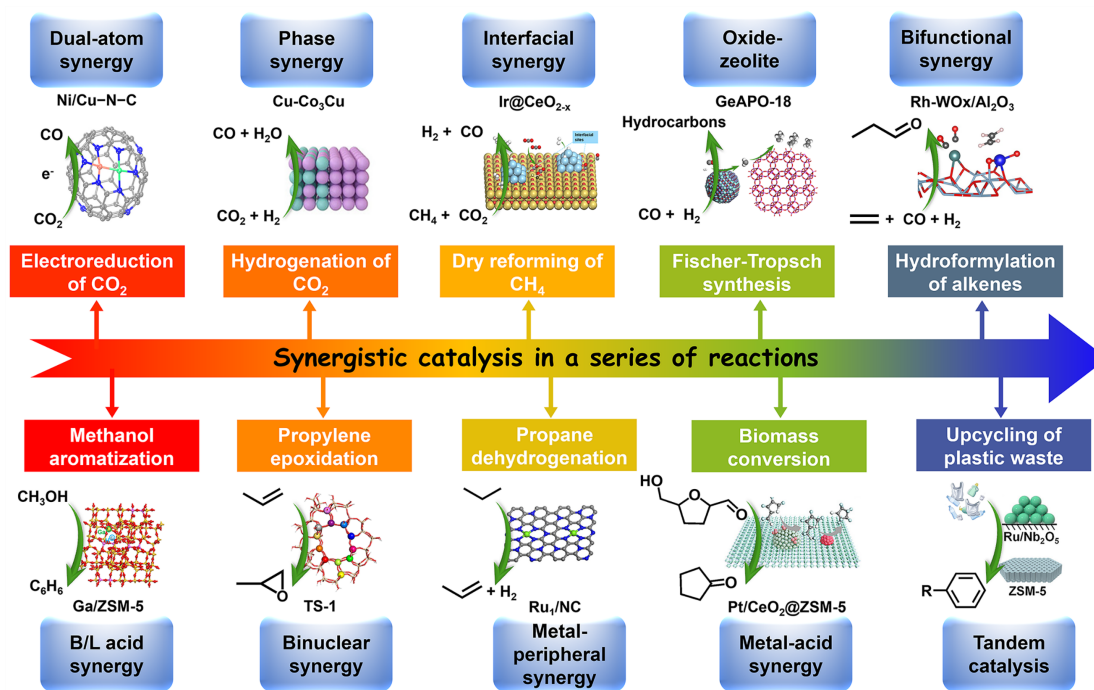 Dual-atom
synergy
Phase
synergy
Interfacial
synergy
Oxide-
zeolite
Bifunctional
synergy
Ni/Cu–N–C
Cu-Co₃Cu
Ir@CeO₂₋ₓ
GeAPO-18
Rh-WOx/Al₂O₃
CO
e⁻
CO₂
CO + H₂O
CO₂ + H₂
H₂ + CO
Interfacial
sites
CH₄ + CO₂
Hydrocarbons
CO + H₂
O
+ CO + H₂
Electroreduction
of CO₂
Hydrogenation of
CO₂
Dry reforming of
CH₄
Fischer-Tropsch
synthesis
Hydroformylation
of alkenes
Synergistic catalysis in a series of reactions
Methanol
aromatization
Propylene
epoxidation
Propane
dehydrogenation
Biomass
conversion
Upcycling of
plastic waste
CH₃OH
C₆H₆
O
+ H₂
HO
O
O
O
Ru/Nb₂O₅
R
ZSM-5
Ga/ZSM-5
TS-1
Ru₁/NC
Pt/CeO₂@ZSM-5
B/L acid
synergy
Binuclear
synergy
Metal-
peripheral
synergy
Metal-acid
synergy
Tandem
catalysis